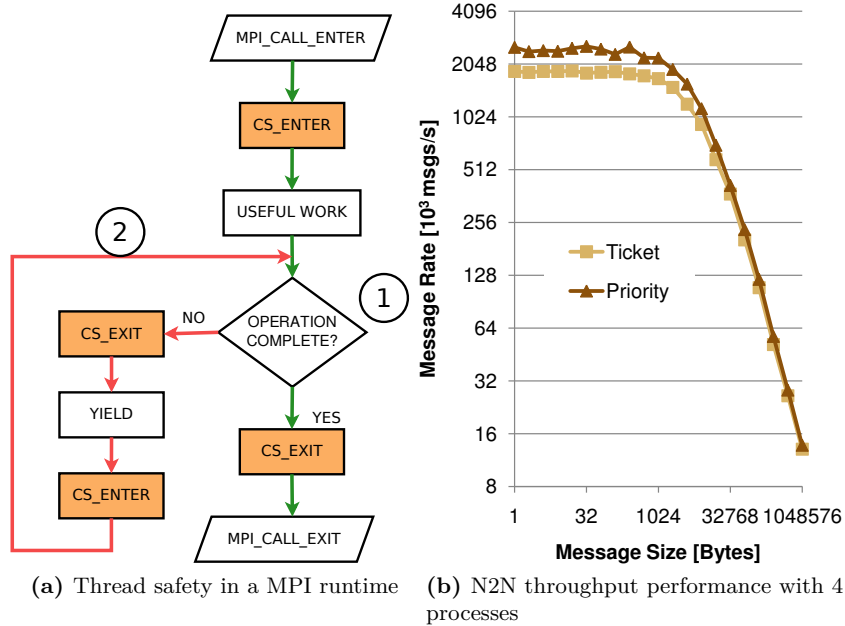 MPI_CALL_ENTER
CS_ENTER
USEFUL WORK
2
1
OPERATION
COMPLETE?
NO
CS_EXIT
YIELD
CS_ENTER
YES
CS_EXIT
MPI_CALL_EXIT
(a) Thread safety in a MPI runtime
Message Rate [10³ msgs/s]
4096
2048
1024
512
256
128
64
32
16
8
Ticket
Priority
1 32 1024 32768 1048576
Message Size [Bytes]
(b) N2N throughput performance with 4
processes